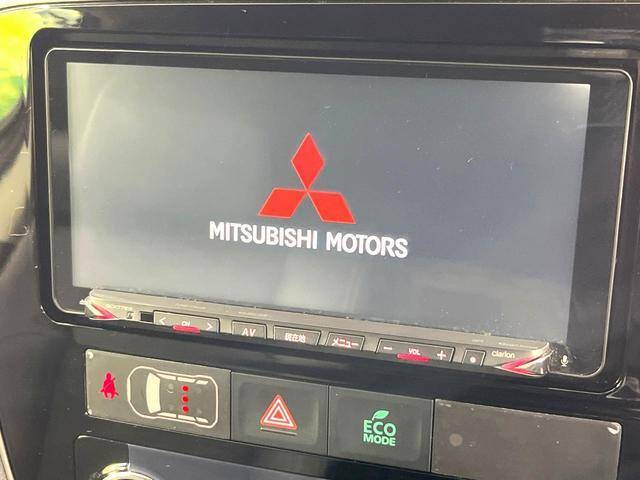 MITSUBISHI MOTORS
CH
AV
現在地
メニュー
− VOL +
clarion
ECO
MODE